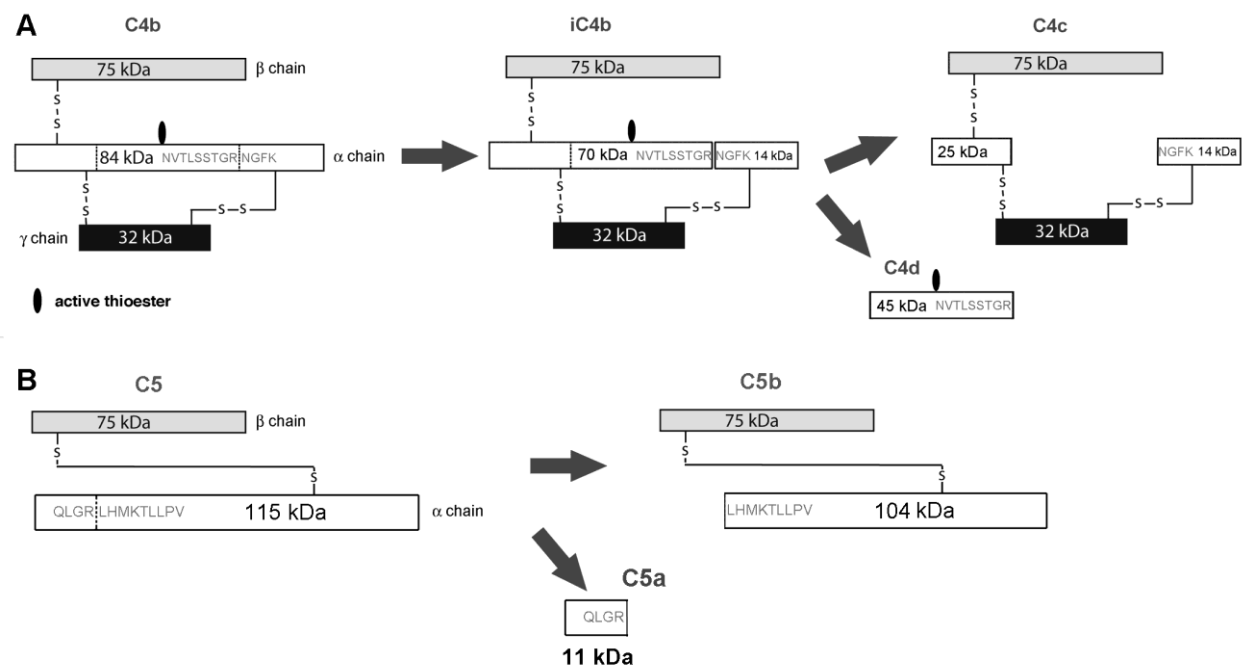 A
C4b
iC4b
C4c
75 kDa
β chain
75 kDa
75 kDa
S
S
S
S
S
S
84 kDa NVTLSSTGR NGFK
α chain
70 kDa NVTLSSTGR
NGFK 14 kDa
25 kDa
NGFK 14 kDa
S
S
S–S
S
S
S–S
S
S
S–S
γ chain
32 kDa
32 kDa
32 kDa
C4d
active thioester
45 kDa NVTLSSTGR
B
C5
C5b
75 kDa
β chain
75 kDa
S
S
S
S
QLGR LHMKTLLPV 115 kDa
α chain
LHMKTLLPV 104 kDa
C5a
QLGR
11 kDa